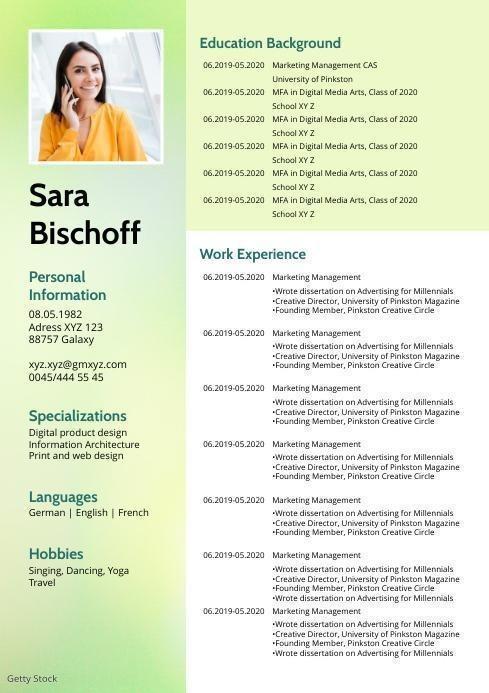 Sara
Bischoff
Personal
Information
08.05.1982
Adress XYZ 123
88757 Galaxy
xyz.xyz@gmxyz.com
0045/444 55 45
Specializations
Digital product design
Information Architecture
Print and web design
Languages
German | English | French
Hobbies
Singing, Dancing, Yoga
Travel
Getty Stock
Education Background
06.2019-05.2020 Marketing Management CAS
University of Pinkston
06.2019-05.2020 MFA in Digital Media Arts, Class of 2020
School XY Z
06.2019-05.2020 MFA in Digital Media Arts, Class of 2020
School XY Z
06.2019-05.2020 MFA in Digital Media Arts, Class of 2020
School XY Z
06.2019-05.2020 MFA in Digital Media Arts, Class of 2020
School XY Z
06.2019-05.2020 MFA in Digital Media Arts, Class of 2020
School XY Z
Work Experience
06.2019-05.2020 Marketing Management
•Wrote dissertation on Advertising for Millennials
•Creative Director, University of Pinkston Magazine
•Founding Member, Pinkston Creative Circle
06.2019-05.2020 Marketing Management
•Wrote dissertation on Advertising for Millennials
•Creative Director, University of Pinkston Magazine
•Founding Member, Pinkston Creative Circle
06.2019-05.2020 Marketing Management
•Wrote dissertation on Advertising for Millennials
•Creative Director, University of Pinkston Magazine
•Founding Member, Pinkston Creative Circle
06.2019-05.2020 Marketing Management
•Wrote dissertation on Advertising for Millennials
•Creative Director, University of Pinkston Magazine
•Founding Member, Pinkston Creative Circle
06.2019-05.2020 Marketing Management
•Wrote dissertation on Advertising for Millennials
•Creative Director, University of Pinkston Magazine
•Founding Member, Pinkston Creative Circle
06.2019-05.2020 Marketing Management
•Wrote dissertation on Advertising for Millennials
•Creative Director, University of Pinkston Magazine
•Founding Member, Pinkston Creative Circle
•Wrote dissertation on Advertising for Millennials
06.2019-05.2020 Marketing Management
•Wrote dissertation on Advertising for Millennials
•Creative Director, University of Pinkston Magazine
•Founding Member, Pinkston Creative Circle
•Wrote dissertation on Advertising for Millennials